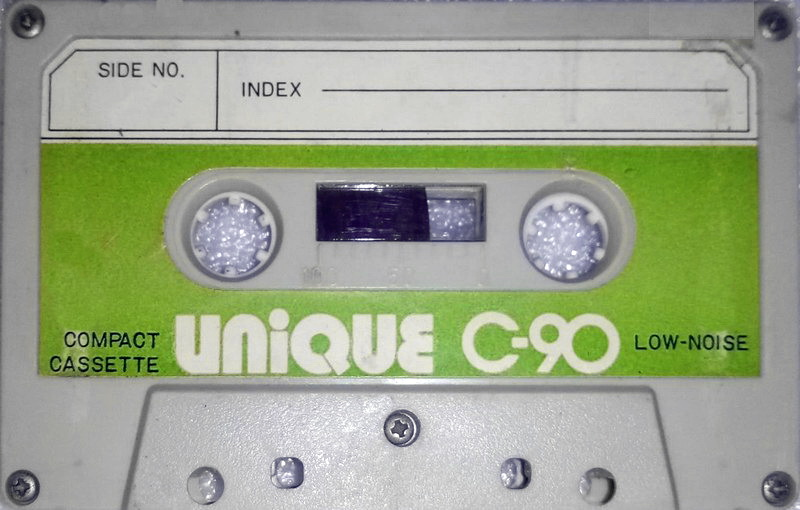 SIDE NO.
INDEX
COMPACT
CASSETTE
UNiQUE C-90
LOW-NOISE